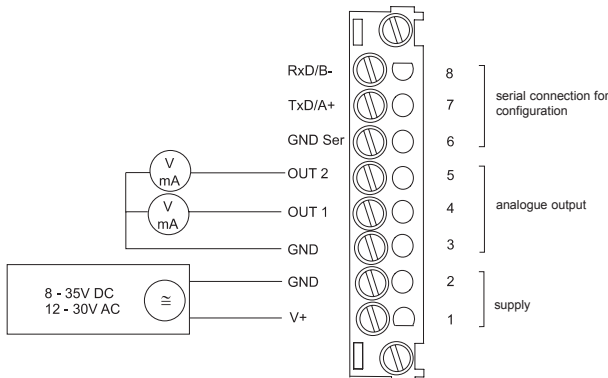 RxD/B- 8
TxD/A+ 7
GND Ser 6
serial connection for
configuration
V
mA
OUT 2 5
V
mA
OUT 1 4
GND 3
analogue output
GND 2
V+ 1
supply
8 - 35V DC
12 - 30V AC
≅